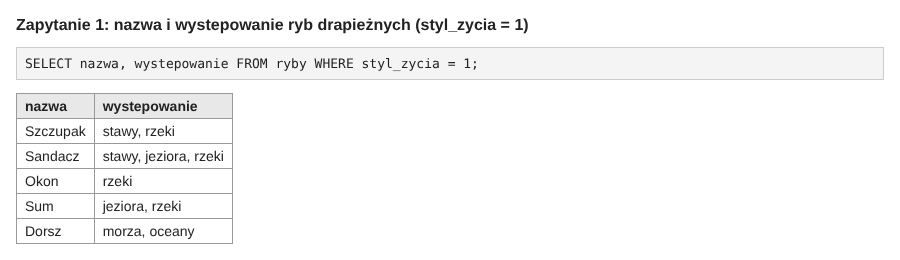 Zapytanie 1: nazwa i wystepowanie ryb drapieżnych (styl_zycia = 1)
SELECT nazwa, wystepowanie FROM ryby WHERE styl_zycia = 1;
nazwa wystepowanie
Szczupak stawy, rzeki
Sandacz stawy, jeziora, rzeki
Okon rzeki
Sum jeziora, rzeki
Dorsz morza, oceany